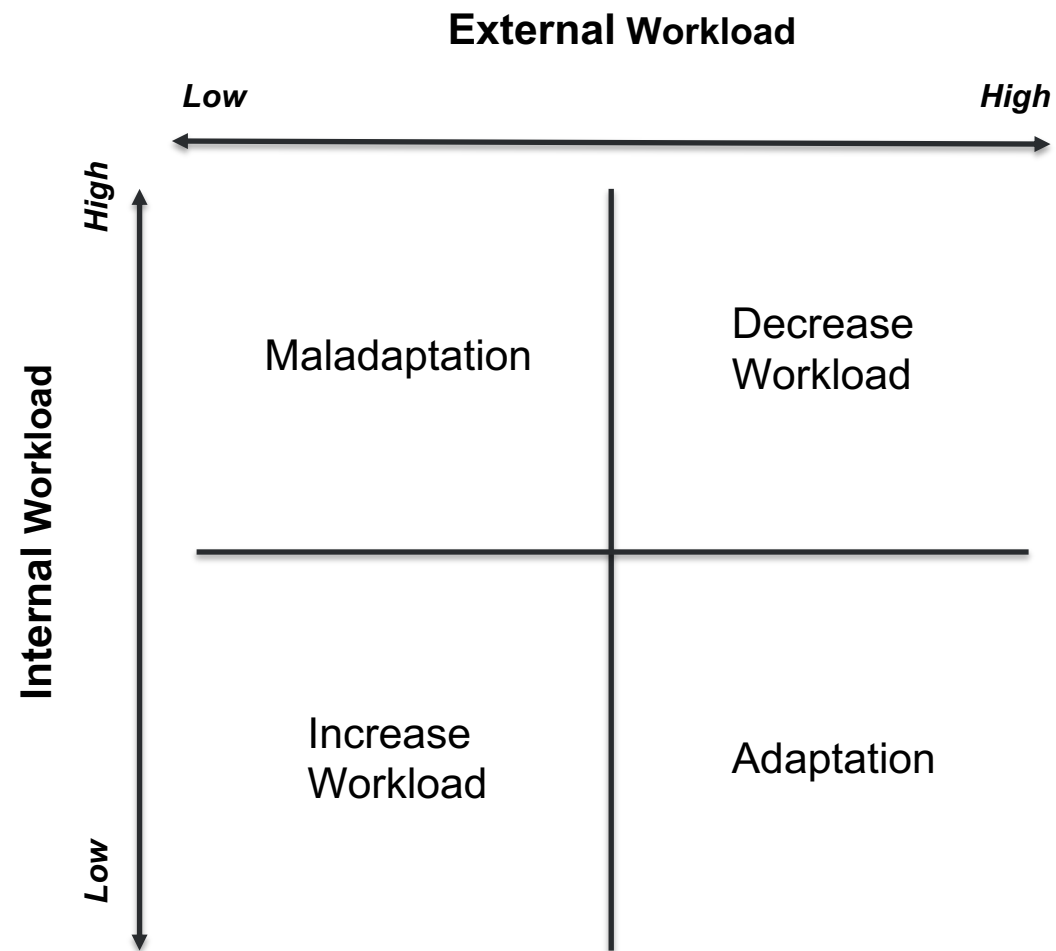 External Workload
Low
High
High
Maladaptation
Decrease
Workload
Internal Workload
Increase
Workload
Adaptation
Low